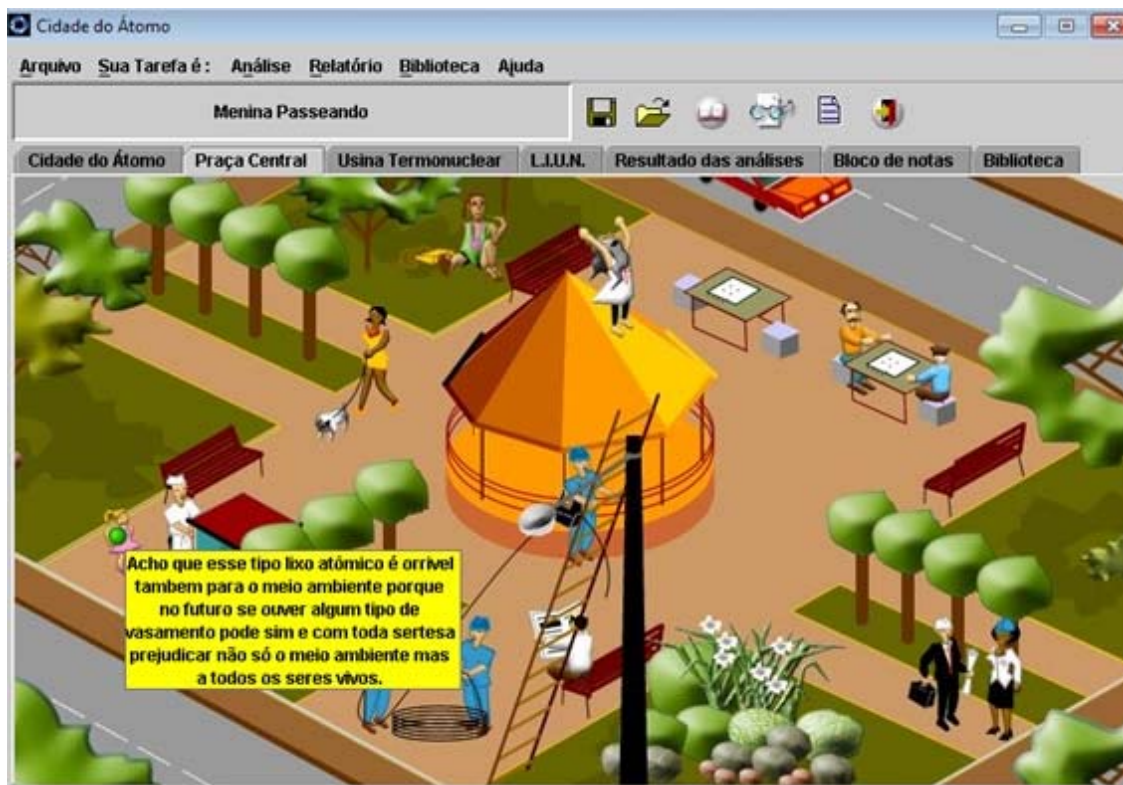 Cidade do Átomo
Arquivo Sua Tarefa é : Análise Relatório Biblioteca Ajuda
Menina Passeando
Cidade do Átomo Praça Central Usina Termonuclear L.I.U.N. Resultado das análises Bloco de notas Biblioteca
Acho que esse tipo lixo atômico é orrivel
tambem para o meio ambiente porque
no futuro se ouver algum tipo de
vasamento pode sim e com toda sertesa
prejudicar não só o meio ambiente mas
a todos os seres vivos.